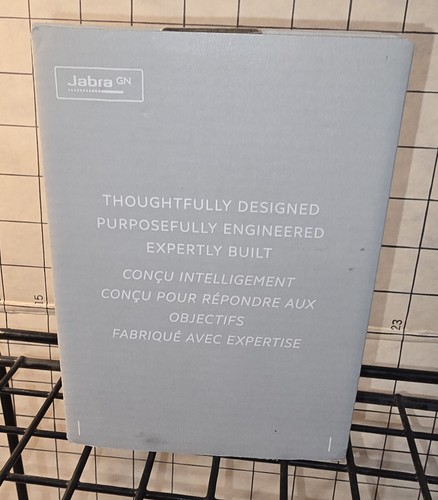 Jabra GN
THOUGHTFULLY DESIGNED
PURPOSEFULLY ENGINEERED
EXPERTLY BUILT
CONÇU INTELLIGEMENT
CONÇU POUR RÉPONDRE AUX
OBJECTIFS
FABRIQUÉ AVEC EXPERTISE
15
23